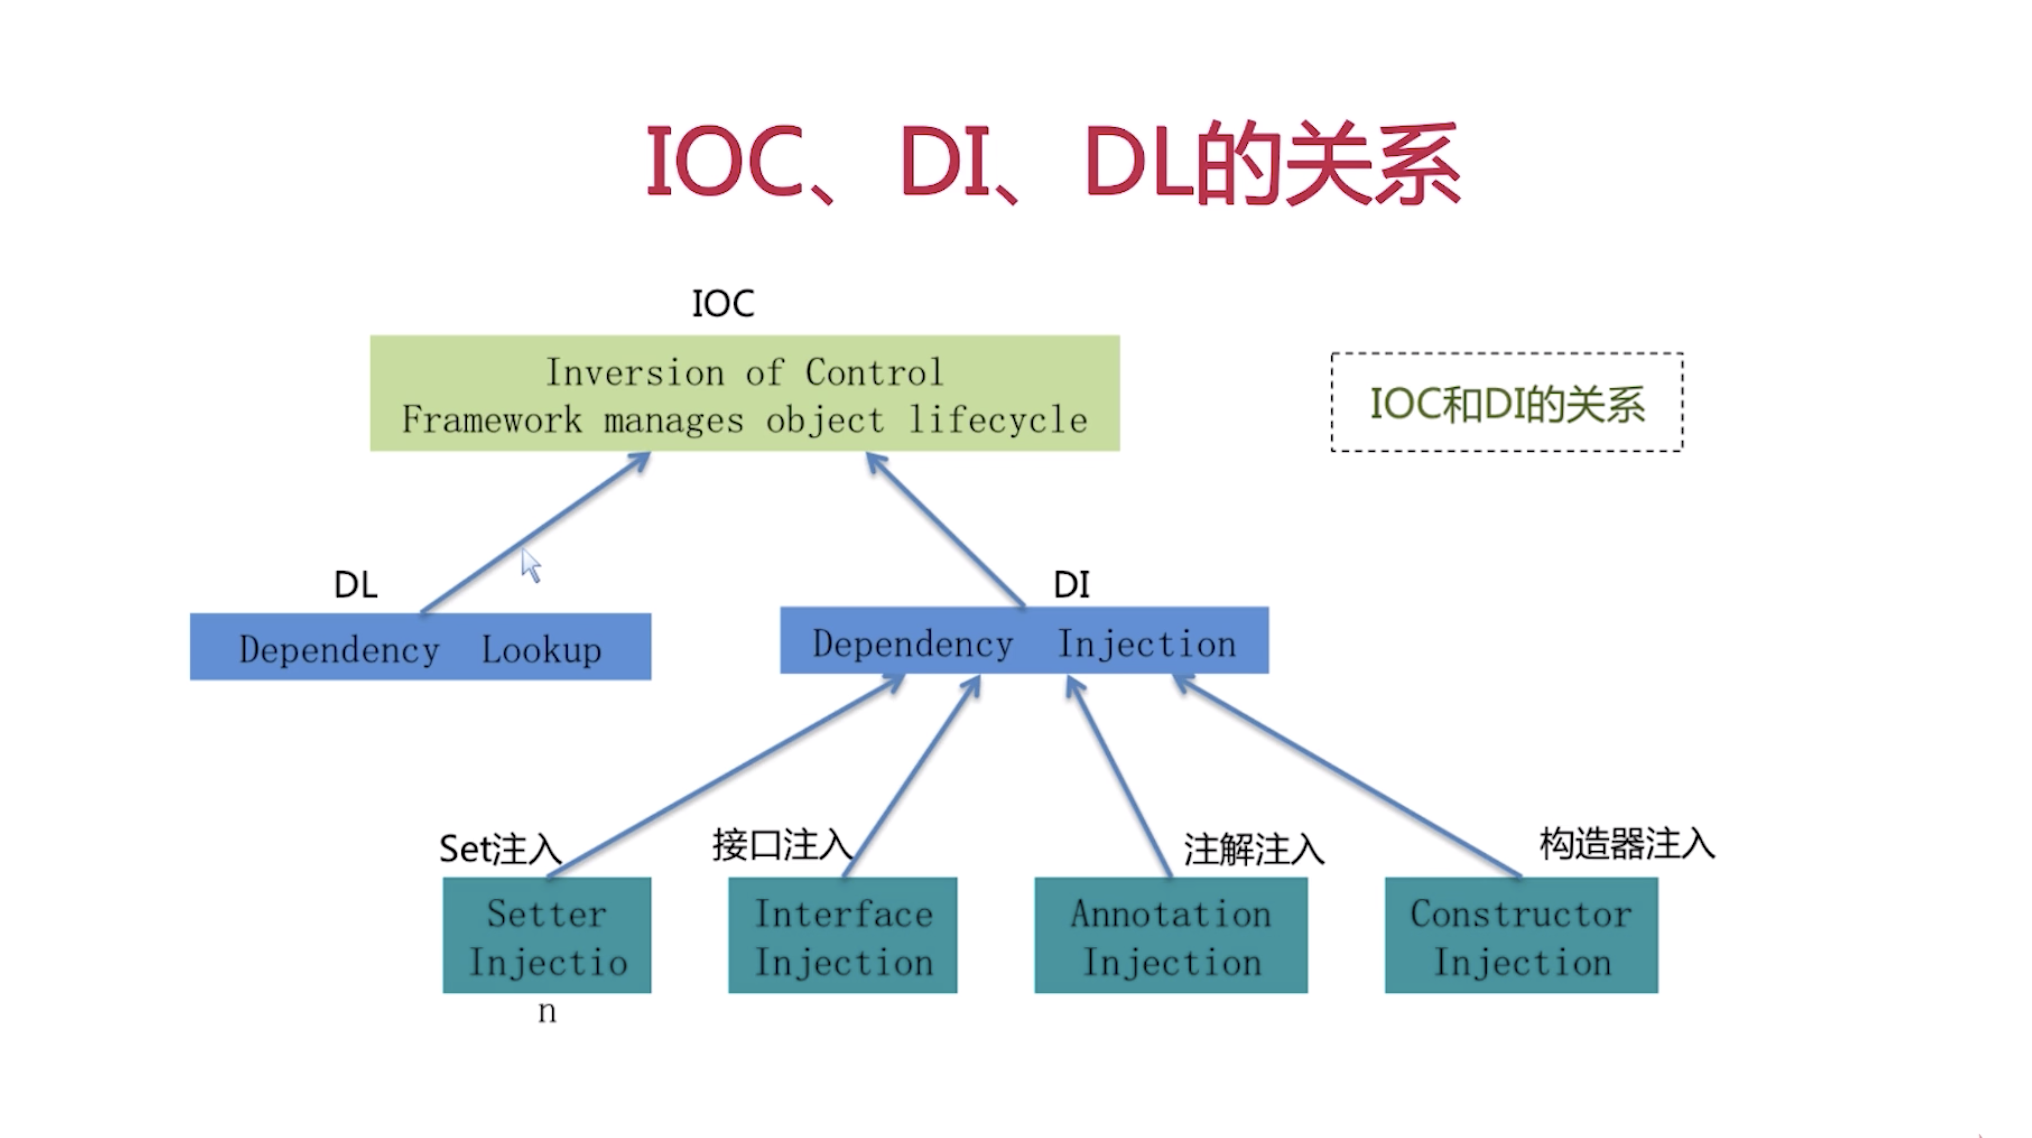 IOC、DI、DL的关系
IOC
Inversion of Control
Framework manages object lifecycle
IOC和DI的关系
DL
Dependency Lookup
DI
Dependency Injection
Set注入
Setter
Injectio
n
接口注入
Interface
Injection
注解注入
Annotation
Injection
构造器注入
Constructor
Injection